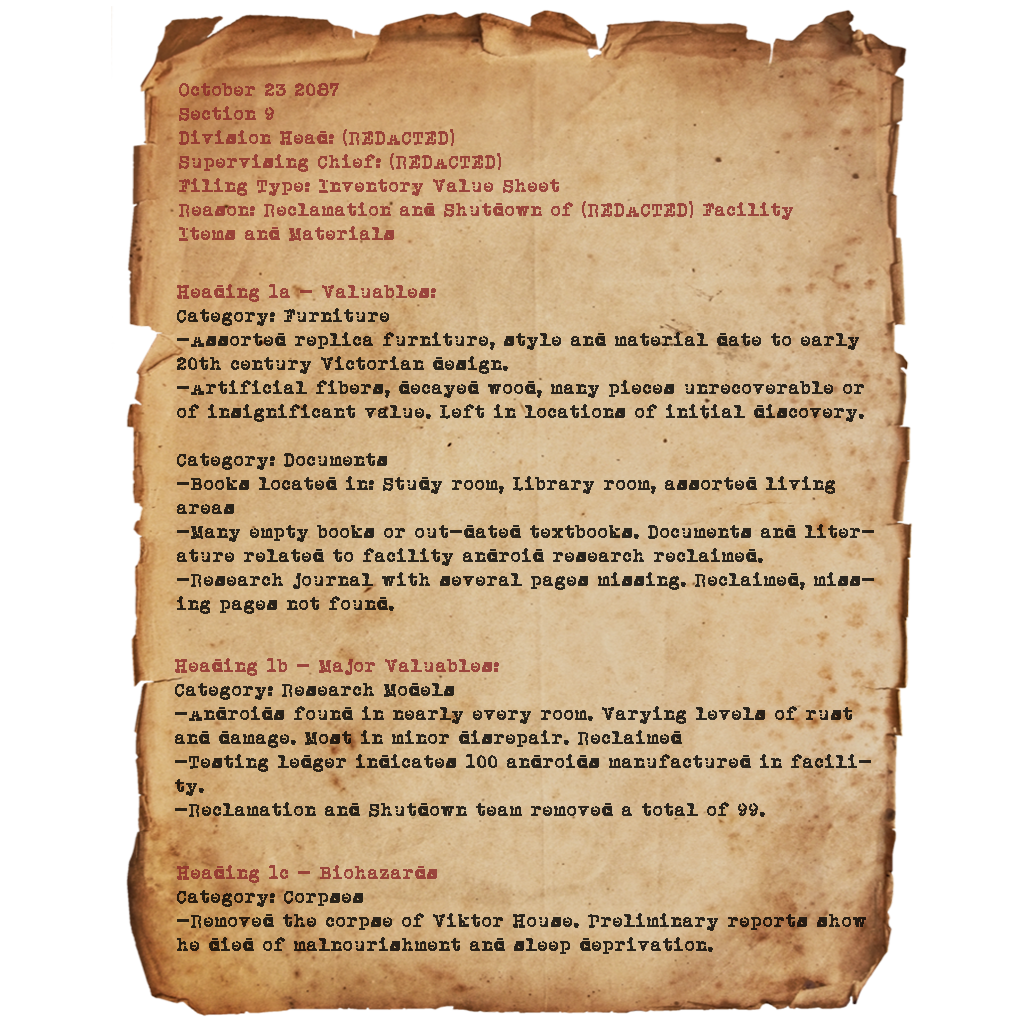 October 23 2087
Section 9
Division Head: (REDACTED)
Supervising Chief: (REDACTED)
Filing Type: Inventory Value Sheet
Reason: Reclamation and Shutdown of (REDACTED) Facility
Items and Materials
Heading 1a — Valuables:
Category: Furniture
—Assorted replica furniture, style and material date to early
20th century Victorian design.
—Artificial fibers, decayed wood, many pieces unrecoverable or
of insignificant value. Left in locations of initial discovery.
Category: Documents
—Books located in: Study room, Library room, assorted living
areas
—Many empty books or out—dated textbooks. Documents and liter—
ature related to facility android research reclaimed.
—Research journal with several pages missing. Reclaimed, miss—
ing pages not found.
Heading 1b — Major Valuables:
Category: Research Models
—Androids found in nearly every room. Varying levels of rust
and damage. Most in minor disrepair. Reclaimed
—Testing ledger indicates 100 androids manufactured in facili—
ty.
—Reclamation and Shutdown team removed a total of 99.
Heading 1c — Biohazards
Category: Corpses
—Removed the corpse of Viktor House. Preliminary reports show
he died of malnourishment and sleep deprivation.